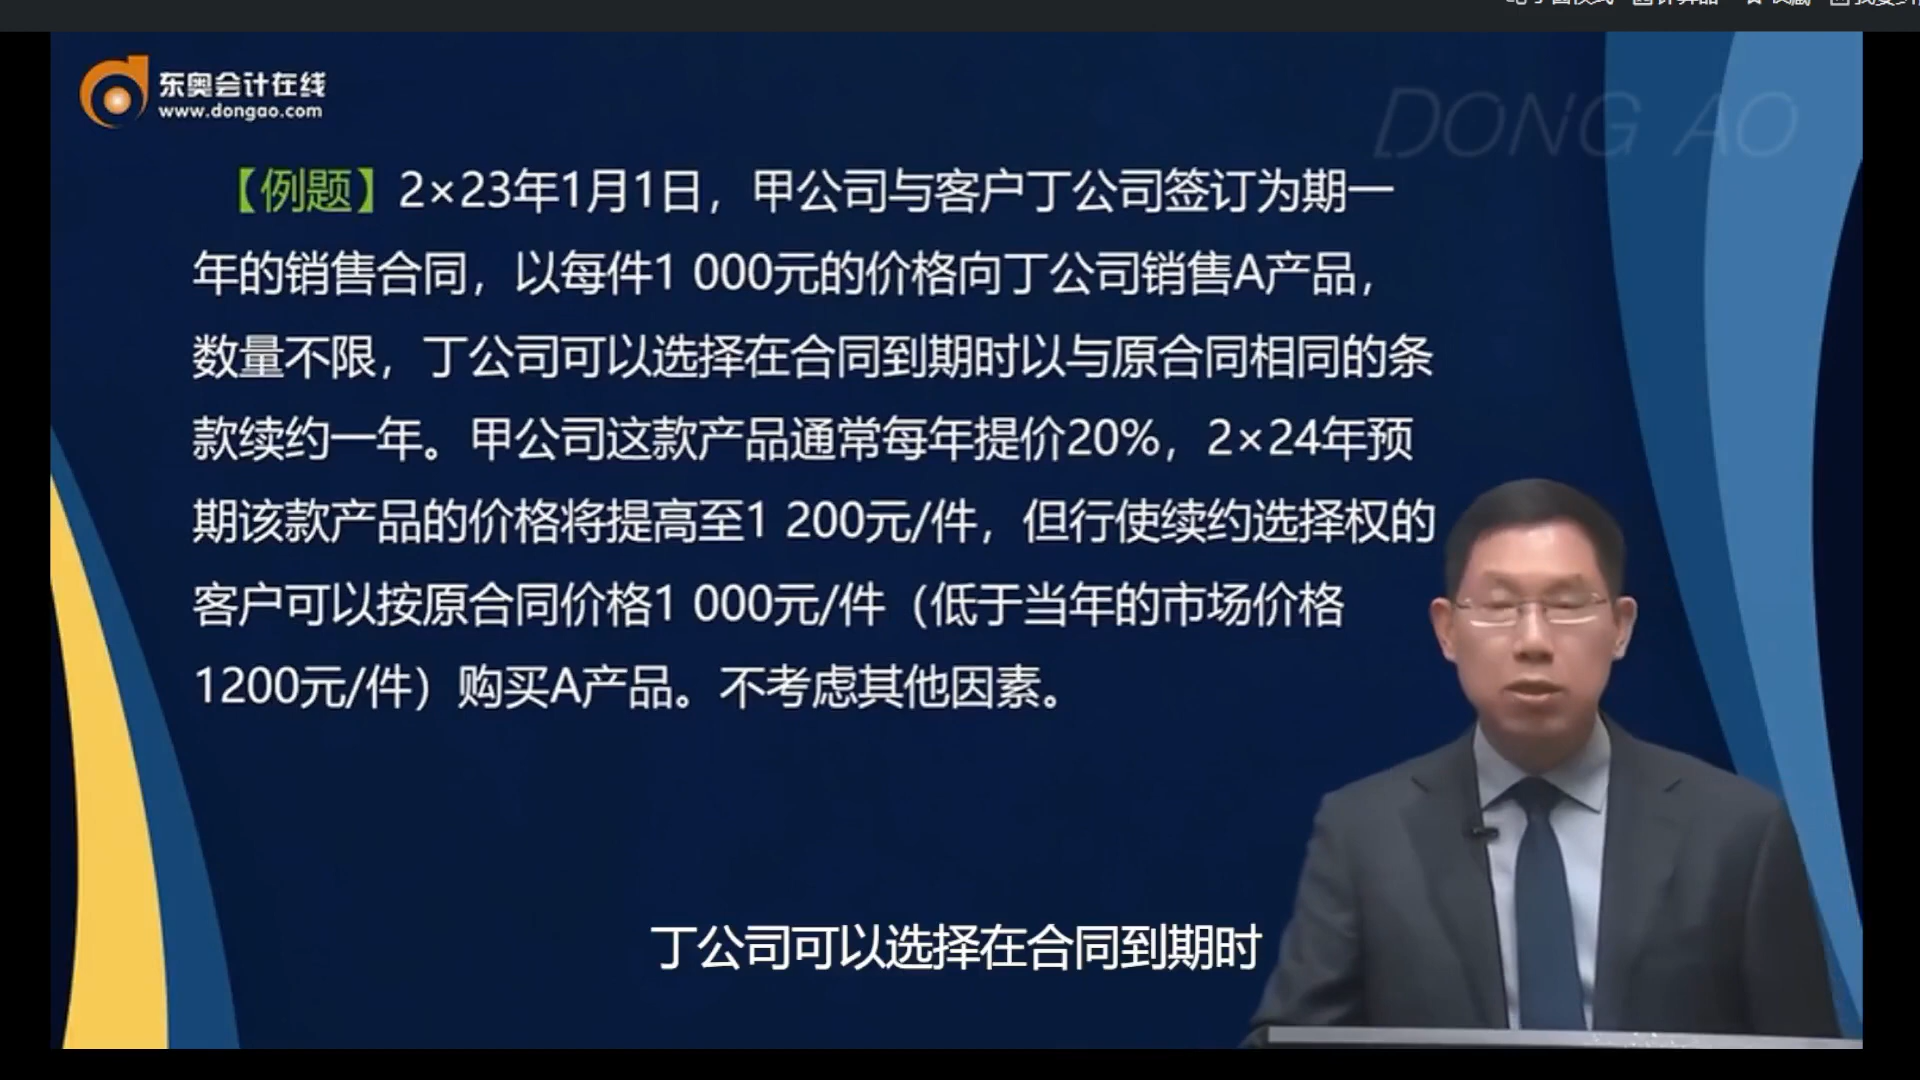 东奥会计在线
www.dongao.com
DONG AO
【例题】2×23年1月1日，甲公司与客户丁公司签订为期一
年的销售合同，以每件1 000元的价格向丁公司销售A产品，
数量不限，丁公司可以选择在合同到期时以与原合同相同的条
款续约一年。甲公司这款产品通常每年提价20%，2×24年预
期该款产品的价格将提高至1 200元/件，但行使续约选择权的
客户可以按原合同价格1 000元/件（低于当年的市场价格
1200元/件）购买A产品。不考虑其他因素。
丁公司可以选择在合同到期时